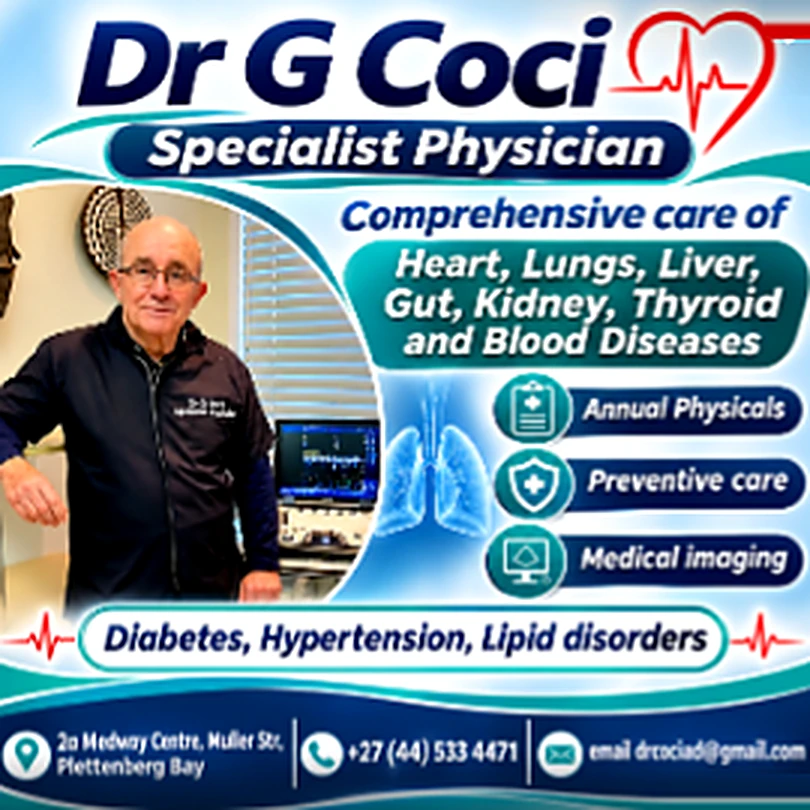 Dr G Coci
Specialist Physician
Comprehensive care of
Heart, Lungs, Liver,
Gut, Kidney, Thyroid
and Blood Diseases
Annual Physicals
Preventive care
Medical imaging
Diabetes, Hypertension, Lipid disorders
2a Medway Centre, Muller Str,
Plettenberg Bay
+27 (44) 533 4471
email drcociad@gmail.com